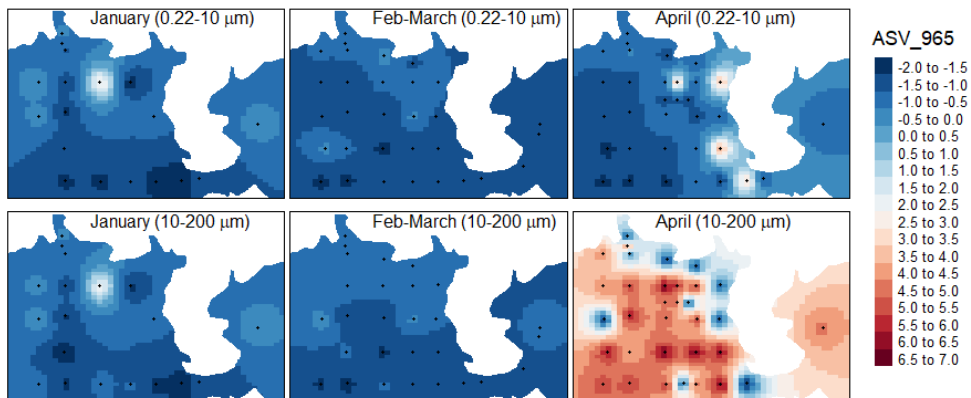 January (0.22-10 µm)
Feb-March (0.22-10 µm)
April (0.22-10 µm)
January (10-200 µm)
Feb-March (10-200 µm)
April (10-200 µm)
ASV_965
-2.0 to -1.5
-1.5 to -1.0
-1.0 to -0.5
-0.5 to 0.0
0.0 to 0.5
0.5 to 1.0
1.0 to 1.5
1.5 to 2.0
2.0 to 2.5
2.5 to 3.0
3.0 to 3.5
3.5 to 4.0
4.0 to 4.5
4.5 to 5.0
5.0 to 5.5
5.5 to 6.0
6.0 to 6.5
6.5 to 7.0